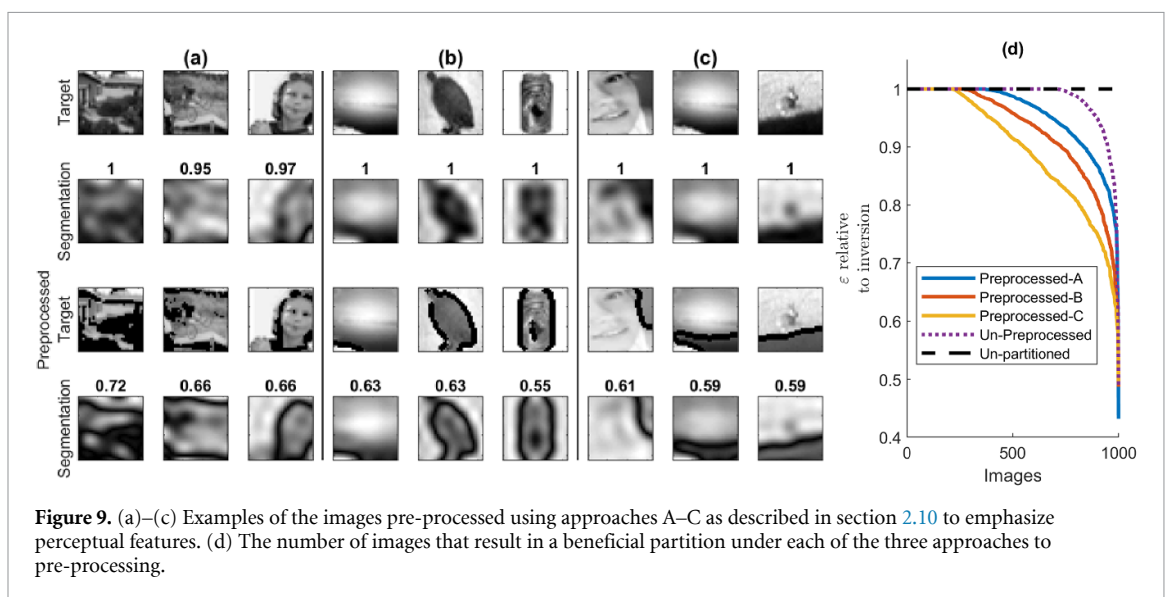 (a) (b) (c) (d)
Target
Segmentation
1 0.95 0.97 1 1 1 1 1 1
Preprocessed Target
Segmentation
0.72 0.66 0.66 0.63 0.63 0.55 0.61 0.59 0.59
ε relative
to inversion
1
0.9
0.8
0.7
0.6
0.5
0.4
Preprocessed-A
Preprocessed-B
Preprocessed-C
Un-Preprocessed
Un-partitioned
0 500 1000
Images
Figure 9. (a)–(c) Examples of the images pre-processed using approaches A–C as described in section 2.10 to emphasize
perceptual features. (d) The number of images that result in a beneficial partition under each of the three approaches to
pre-processing.